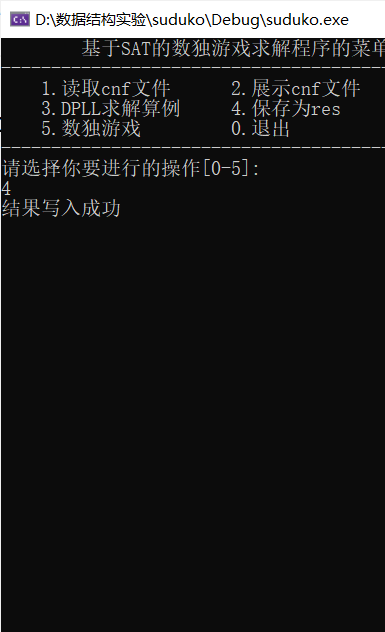 D:\数据结构实验\suduko\Debug\suduko.exe
基于SAT的数独游戏求解程序的菜单
1.读取cnf文件 2.展示cnf文件
3.DPLL求解算例 4.保存为res
5.数独游戏 0.退出
请选择你要进行的操作[0-5]:
4
结果写入成功